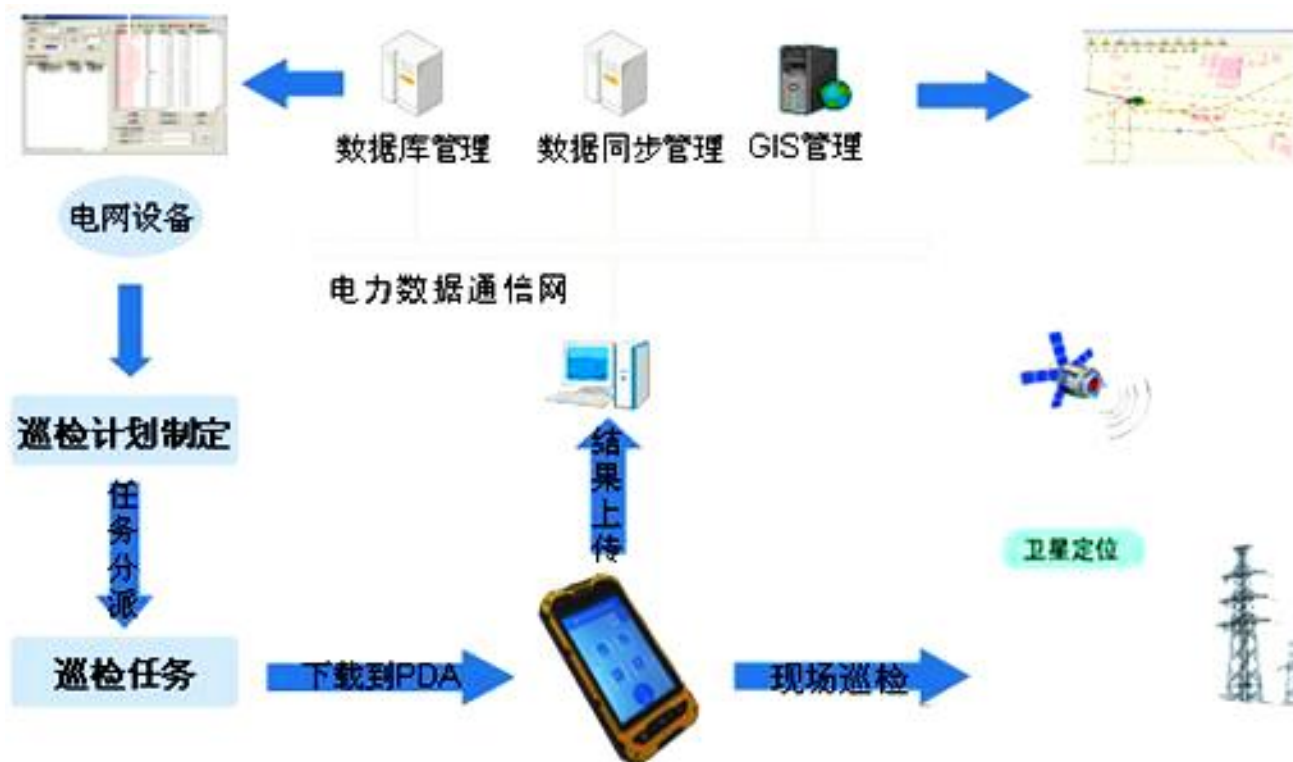 数据库管理
数据同步管理
GIS管理
电网设备
电力数据通信网
巡检计划制定
任务分派
结果上传
卫星定位
巡检任务
下载到PDA
现场巡检